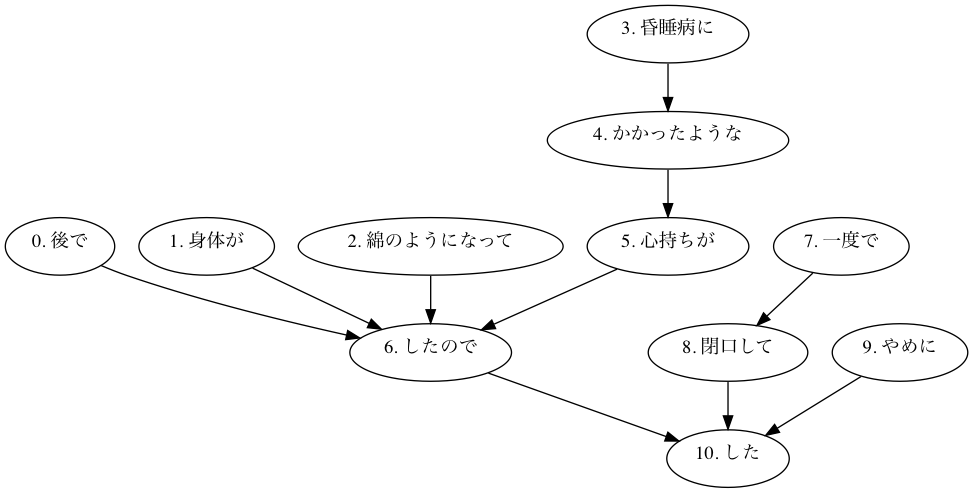 3. 昏睡病に
4. かかったような
0. 後で
1. 身体が
2. 綿のようになって
5. 心持ちが
7. 一度で
6. したので
8. 閉口して
9. やめに
10. した